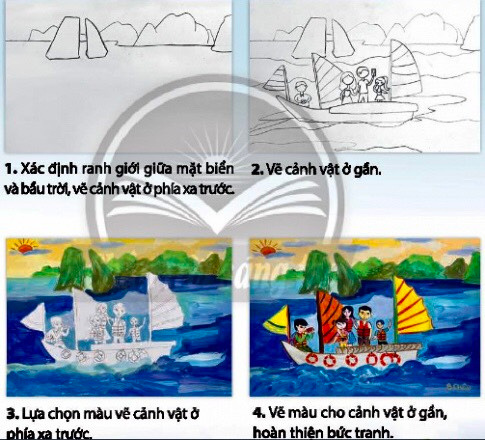 1. Xác định ranh giới giữa mặt biển
và bầu trời, vẽ cảnh vật ở phía xa trước.
2. Vẽ cảnh vật ở gần.
3. Lựa chọn màu vẽ cảnh vật ở
phía xa trước.
4. Vẽ màu cho cảnh vật ở gần,
hoàn thiện bức tranh.